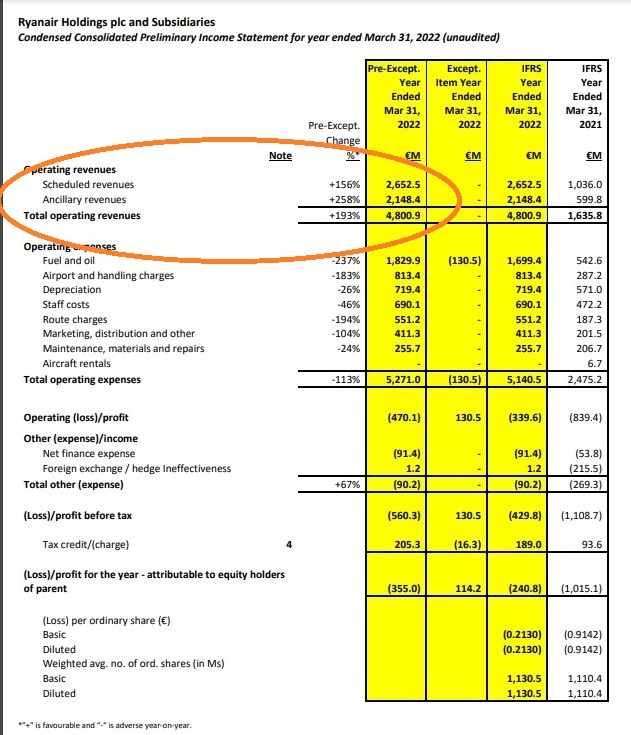 Ryanair Holdings plc and Subsidiaries
Condensed Consolidated Preliminary Income Statement for year ended March 31, 2022 (unaudited)
Pre-Except. Except. IFRS IFRS
Year Item Year Year Year
Ended Ended Ended Ended
Mar 31, Mar 31, Mar 31, Mar 31,
Pre-Except. 2022 2022 2022 2021
Change
Note %* €M €M €M €M
Operating revenues
Scheduled revenues +156% 2,652.5 - 2,652.5 1,036.0
Ancillary revenues +258% 2,148.4 - 2,148.4 599.8
Total operating revenues +193% 4,800.9 - 4,800.9 1,635.8
Operating expenses
Fuel and oil -237% 1,829.9 (130.5) 1,699.4 542.6
Airport and handling charges -183% 813.4 - 813.4 287.2
Depreciation -26% 719.4 - 719.4 571.0
Staff costs -46% 690.1 - 690.1 472.2
Route charges -194% 551.2 - 551.2 187.3
Marketing, distribution and other -104% 411.3 - 411.3 201.5
Maintenance, materials and repairs -24% 255.7 - 255.7 206.7
Aircraft rentals - - - 6.7
Total operating expenses -113% 5,271.0 (130.5) 5,140.5 2,475.2
Operating (loss)/profit (470.1) 130.5 (339.6) (839.4)
Other (expense)/income
Net finance expense (91.4) - (91.4) (53.8)
Foreign exchange / hedge Ineffectiveness 1.2 - 1.2 (215.5)
Total other (expense) +67% (90.2) - (90.2) (269.3)
(Loss)/profit before tax (560.3) 130.5 (429.8) (1,108.7)
Tax credit/(charge) 4 205.3 (16.3) 189.0 93.6
(Loss)/profit for the year - attributable to equity holders
of parent (355.0) 114.2 (240.8) (1,015.1)
(Loss) per ordinary share (€)
Basic (0.2130) (0.9142)
Diluted (0.2130) (0.9142)
Weighted avg. no. of ord. shares (in Ms)
Basic 1,130.5 1,110.4
Diluted 1,130.5 1,110.4
*"+" is favourable and "-" is adverse year-on-year.